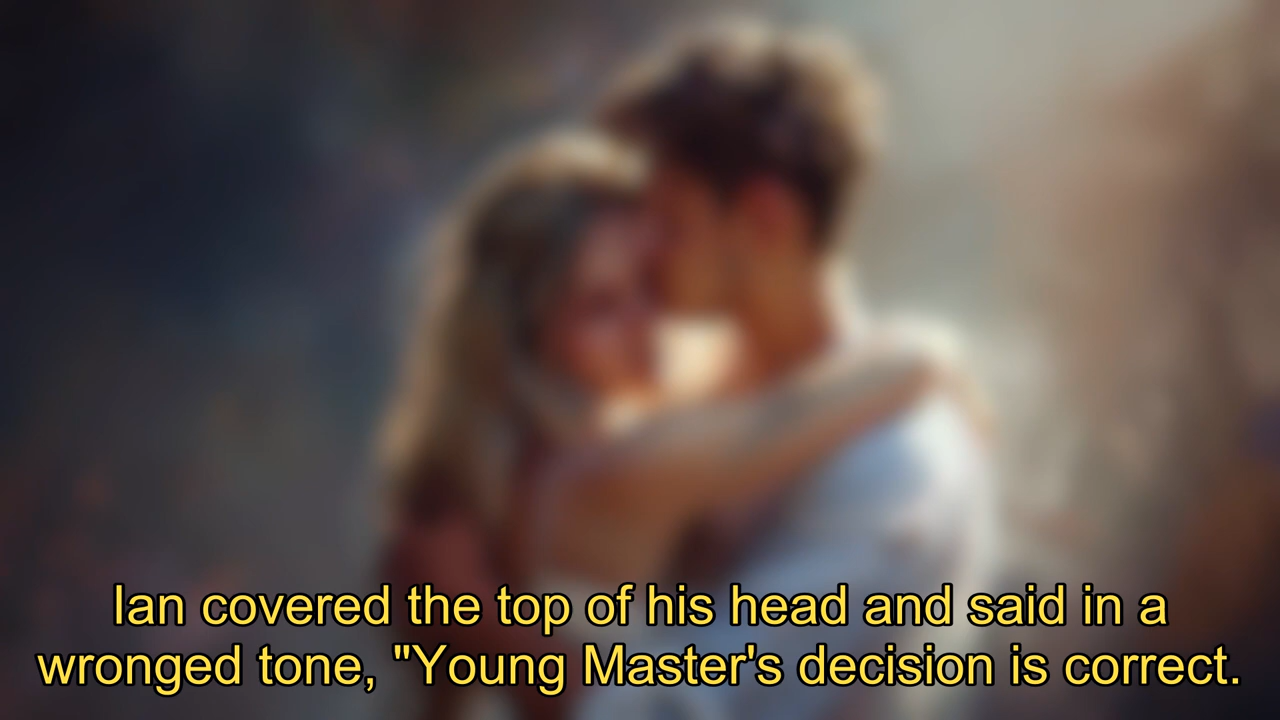 Ian covered the top of his head and said in a
wronged tone, "Young Master's decision is correct.